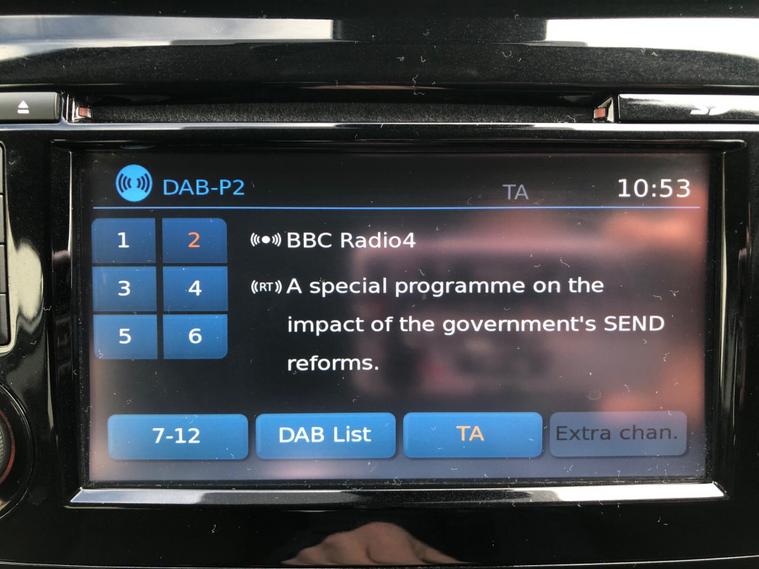 DAB-P2
TA
10:53
1 2
BBC Radio4
3 4
RT A special programme on the
impact of the government's SEND
5 6
reforms.
7-12
DAB List
TA
Extra chan.